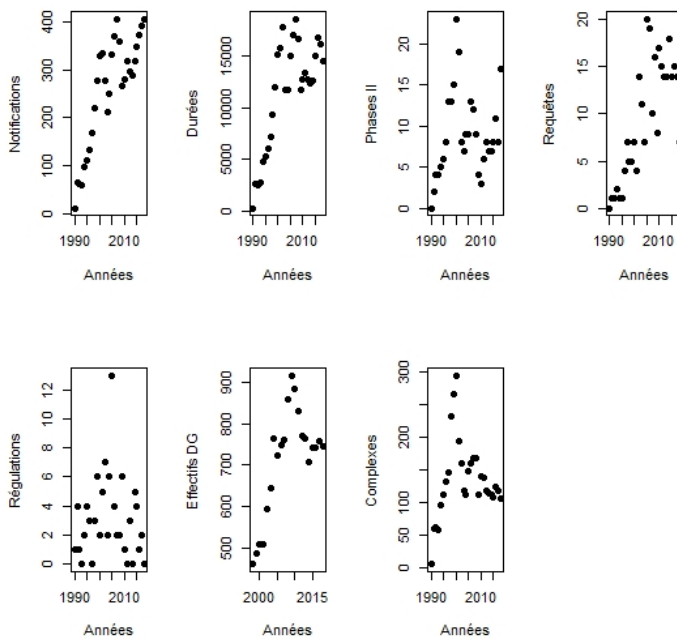 Notifications
0 100 200 300 400
1990 2010
Années
Durées
0 5000 10000 15000
1990 2010
Années
Phases II
0 5 10 15 20
1990 2010
Années
Requêtes
0 5 10 15 20
1990 2010
Années
Régulations
0 2 4 6 8 10 12
1990 2010
Années
Effectifs DG
500 600 700 800 900
2000 2015
Années
Complexes
0 50 100 200 300
1990 2010
Années